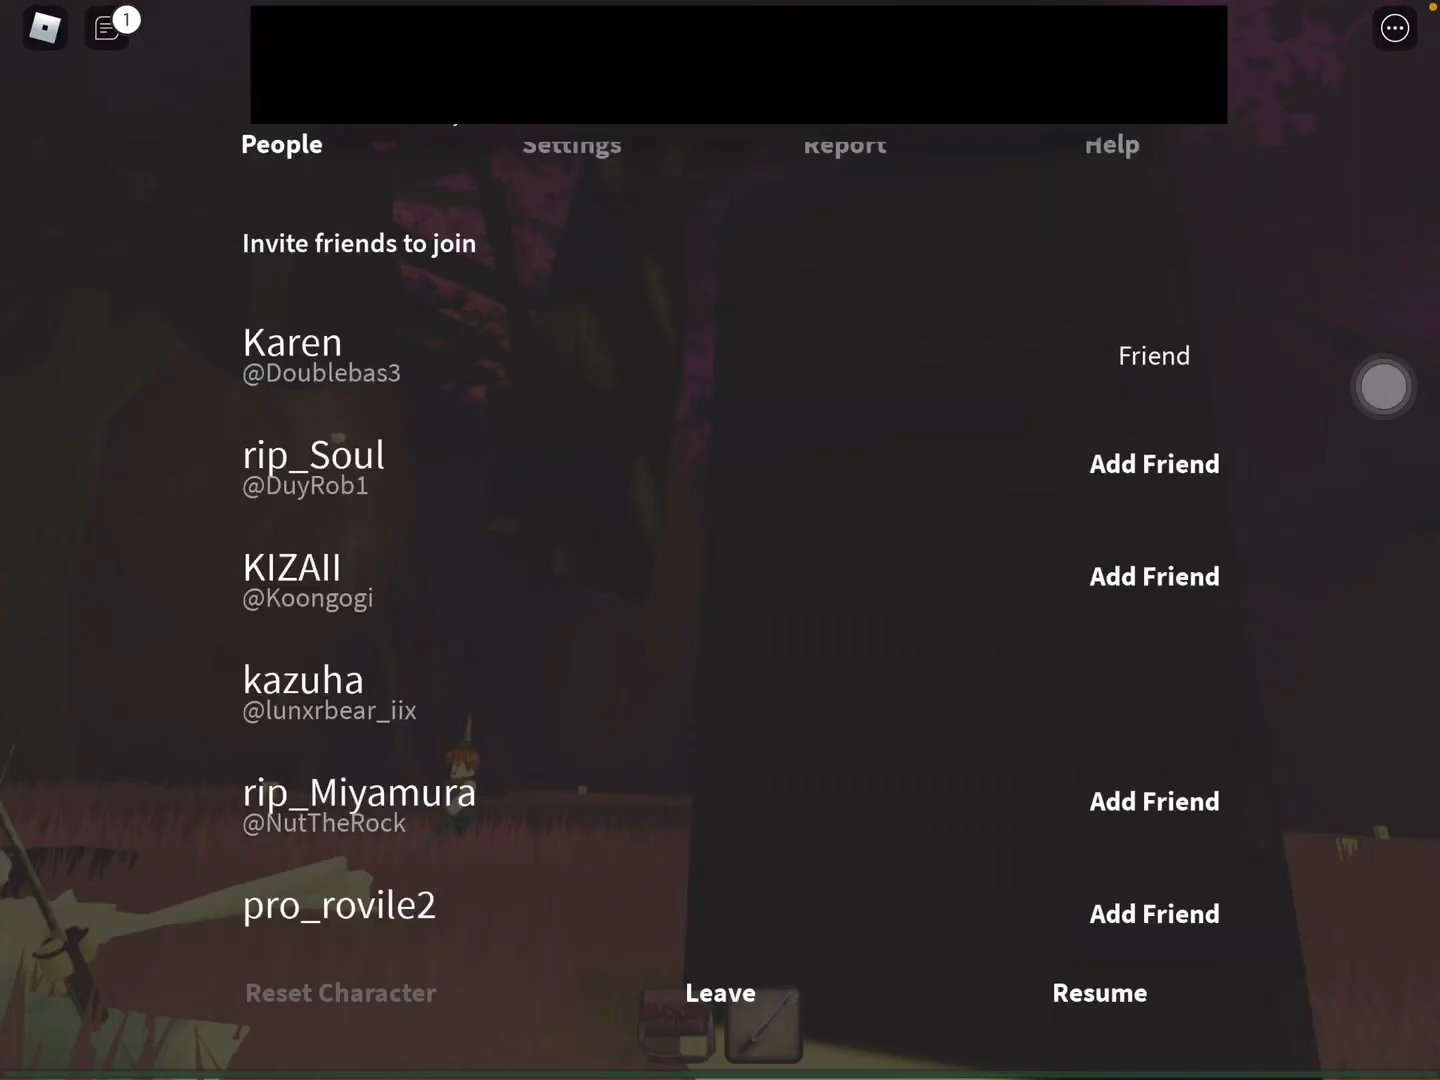 1
People
Settings
Report
Help
Invite friends to join
Karen
@Doublebas3
Friend
rip_Soul
@DuyRob1
Add Friend
KIZAII
@Koongogi
Add Friend
kazuha
@lunxrbear_iix
rip_Miyamura
@NutTheRock
Add Friend
pro_rovile2
Add Friend
Reset Character
Leave
Resume